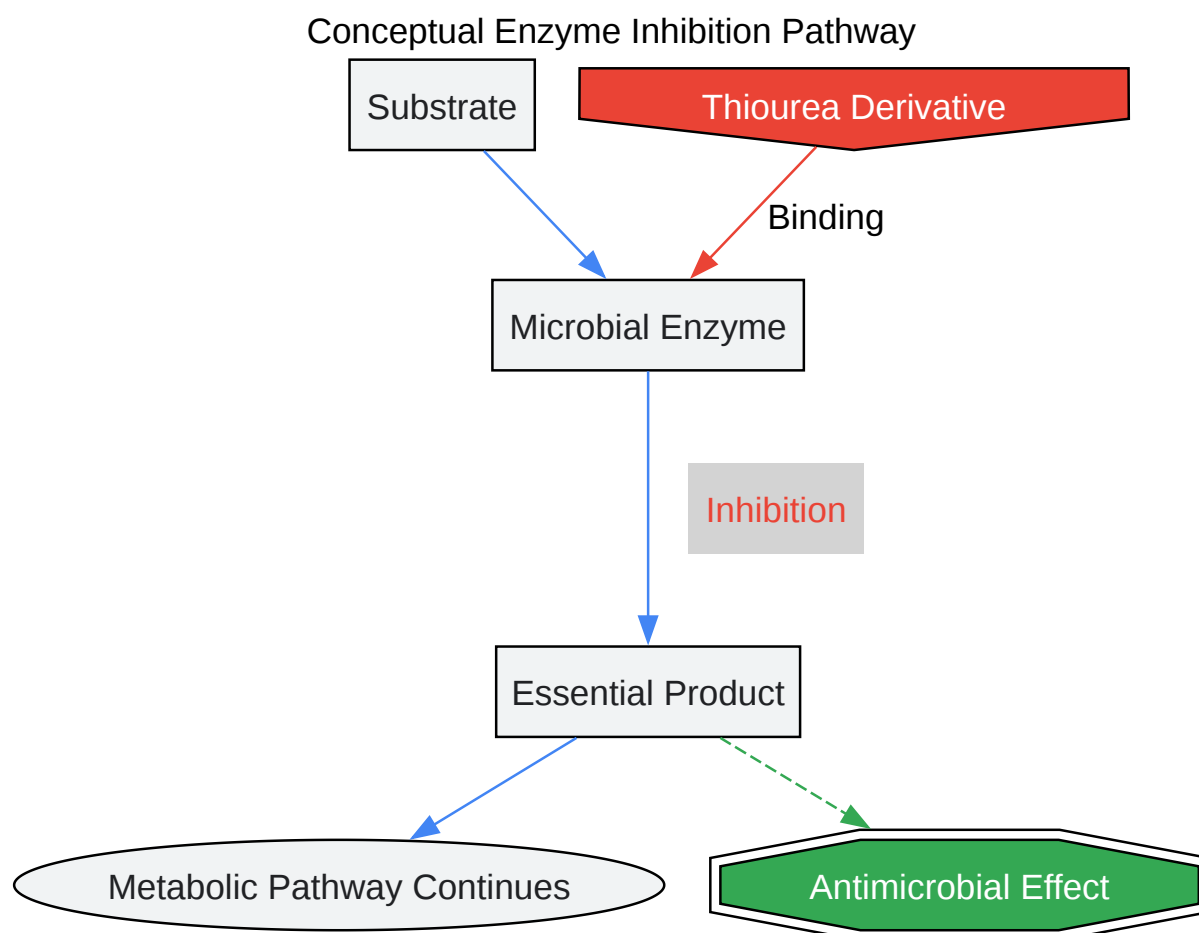 Conceptual Enzyme Inhibition Pathway
Substrate
Thiourea Derivative
Binding
Microbial Enzyme
Inhibition
Essential Product
Metabolic Pathway Continues
Antimicrobial Effect